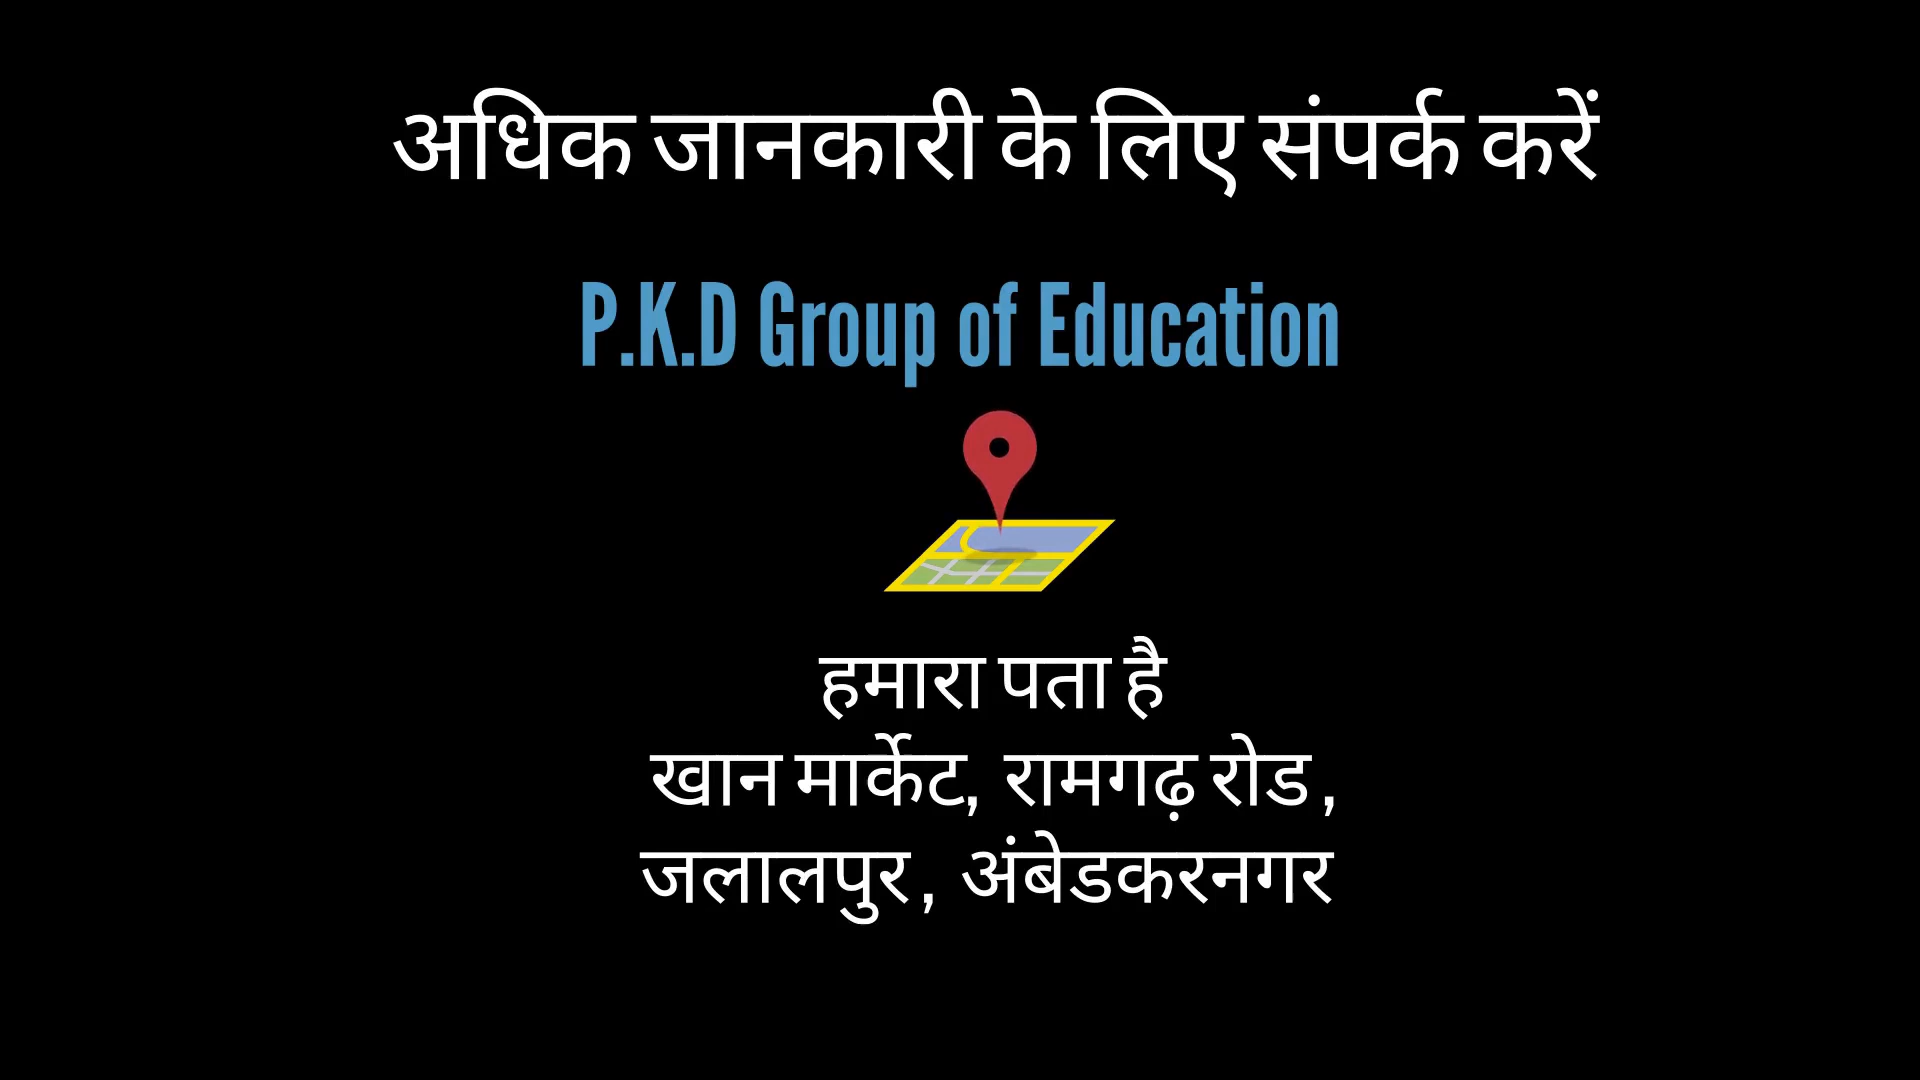 अधिक जानकारी के लिए संपर्क करें
P.K.D Group of Education
हमारा पता है
खान मार्केट, रामगढ़ रोड ,
जलालपुर , अंबेडकरनगर